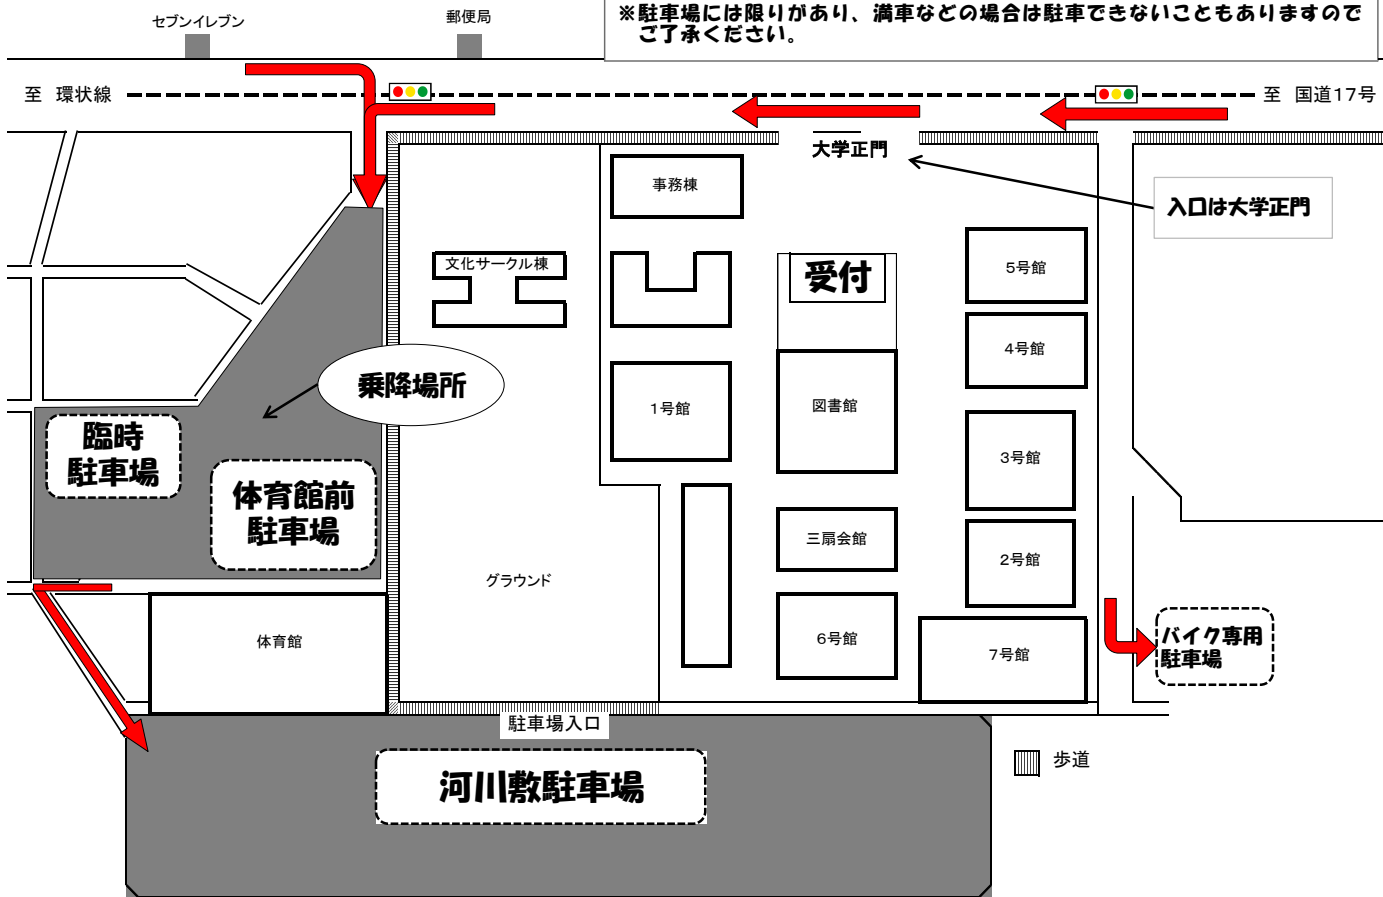 ※駐車場には限りがあり、満車などの場合は駐車できないこともありますので
ご了承ください。
セブンイレブン
郵便局
至 環状線
至 国道17号
大学正門
入口は大学正門
事務棟
文化サークル棟
受付
5号館
4号館
乗降場所
1号館
図書館
臨時
駐車場
体育館前
駐車場
3号館
三扇会館
2号館
グラウンド
体育館
6号館
7号館
バイク専用
駐車場
駐車場入口
河川敷駐車場
歩道